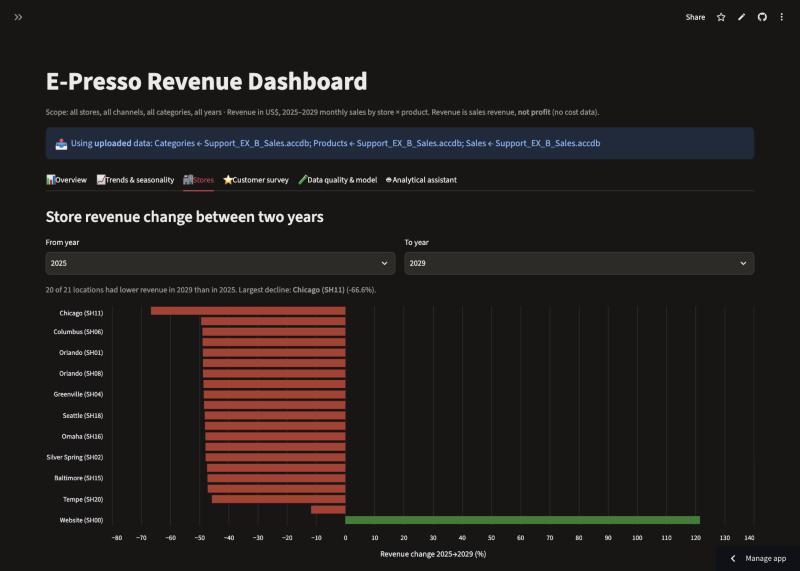 Share
E-Presso Revenue Dashboard
Scope: all stores, all channels, all categories, all years · Revenue in US$, 2025–2029 monthly sales by store × product. Revenue is sales revenue, not profit (no cost data).
Using uploaded data: Categories ← Support_EX_B_Sales.accdb; Products ← Support_EX_B_Sales.accdb; Sales ← Support_EX_B_Sales.accdb
Overview Trends & seasonality Stores Customer survey Data quality & model Analytical assistant
Store revenue change between two years
From year To year
2025 2029
20 of 21 locations had lower revenue in 2029 than in 2025. Largest decline: Chicago (SH11) (-66.6%).
Chicago (SH11)
Columbus (SH06)
Orlando (SH01)
Orlando (SH08)
Greenville (SH04)
Seattle (SH18)
Omaha (SH16)
Silver Spring (SH02)
Baltimore (SH15)
Tempe (SH20)
Website (SH00)
−80 −70 −60 −50 −40 −30 −20 −10 0 10 20 30 40 50 60 70 80 90 100 110 120 130 140
Revenue change 2025→2029 (%)
Manage app